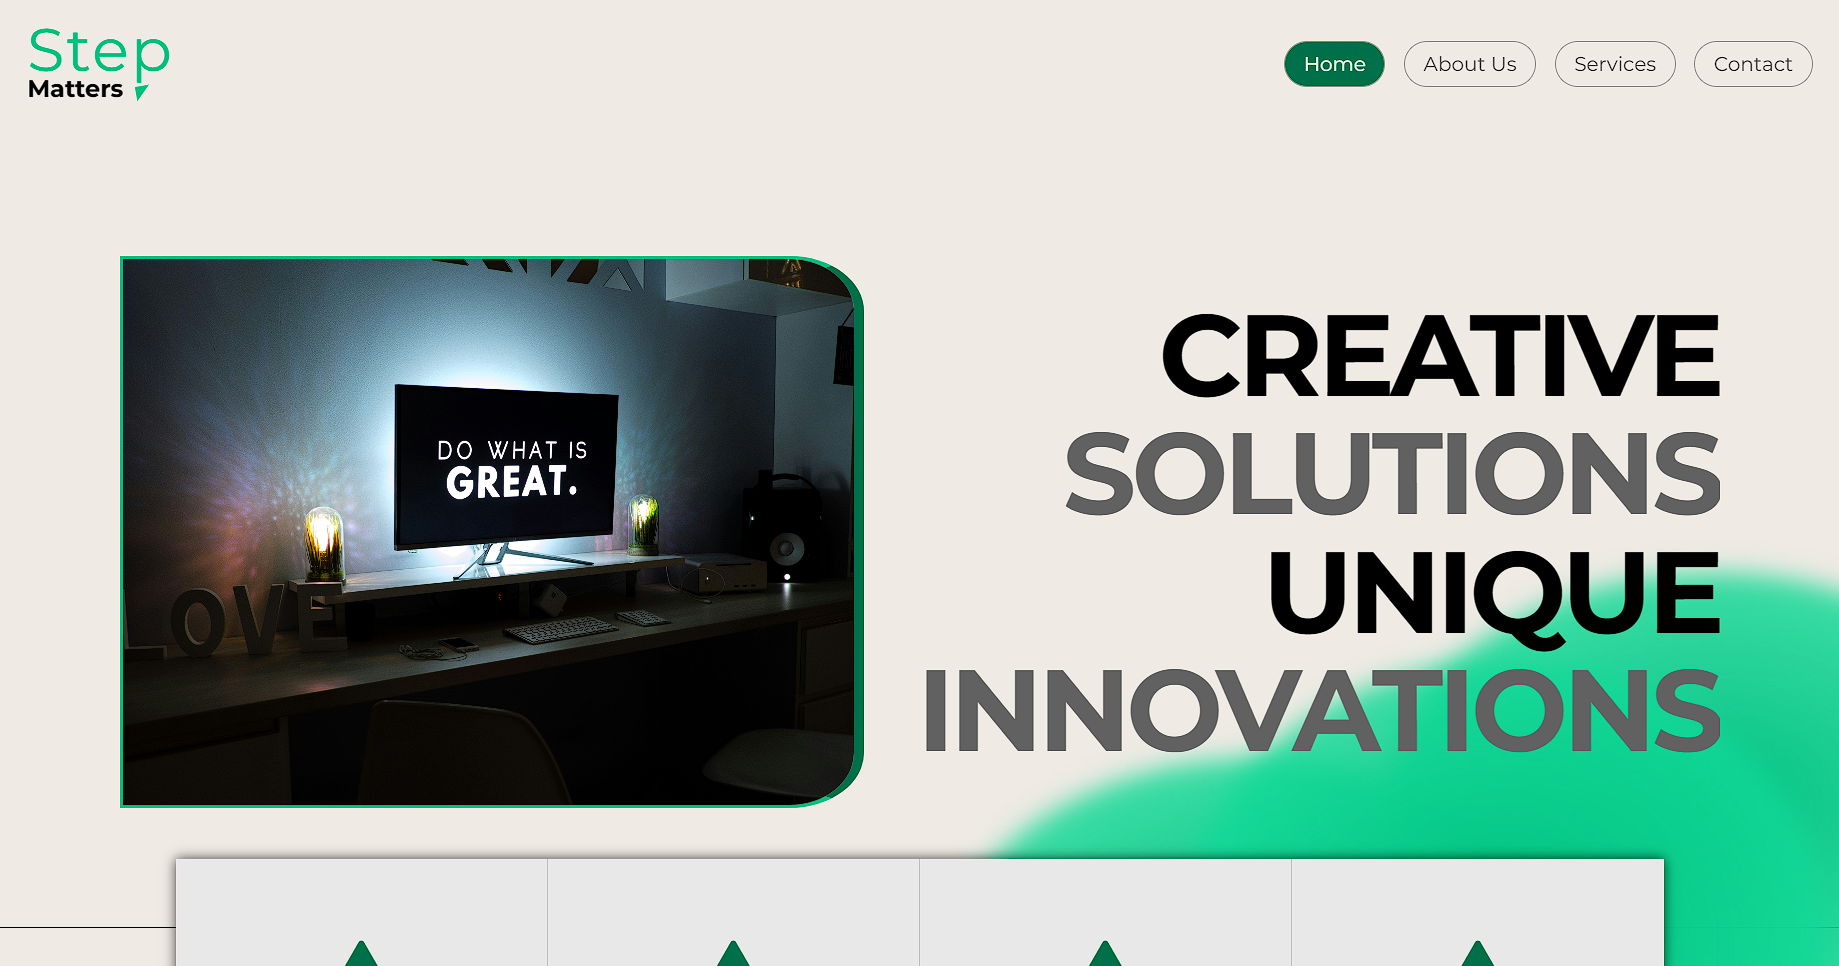 Step
Matters
Home
About Us
Services
Contact
DO WHAT IS
GREAT.
LOVE
CREATIVE
SOLUTIONS
UNIQUE
INNOVATIONS